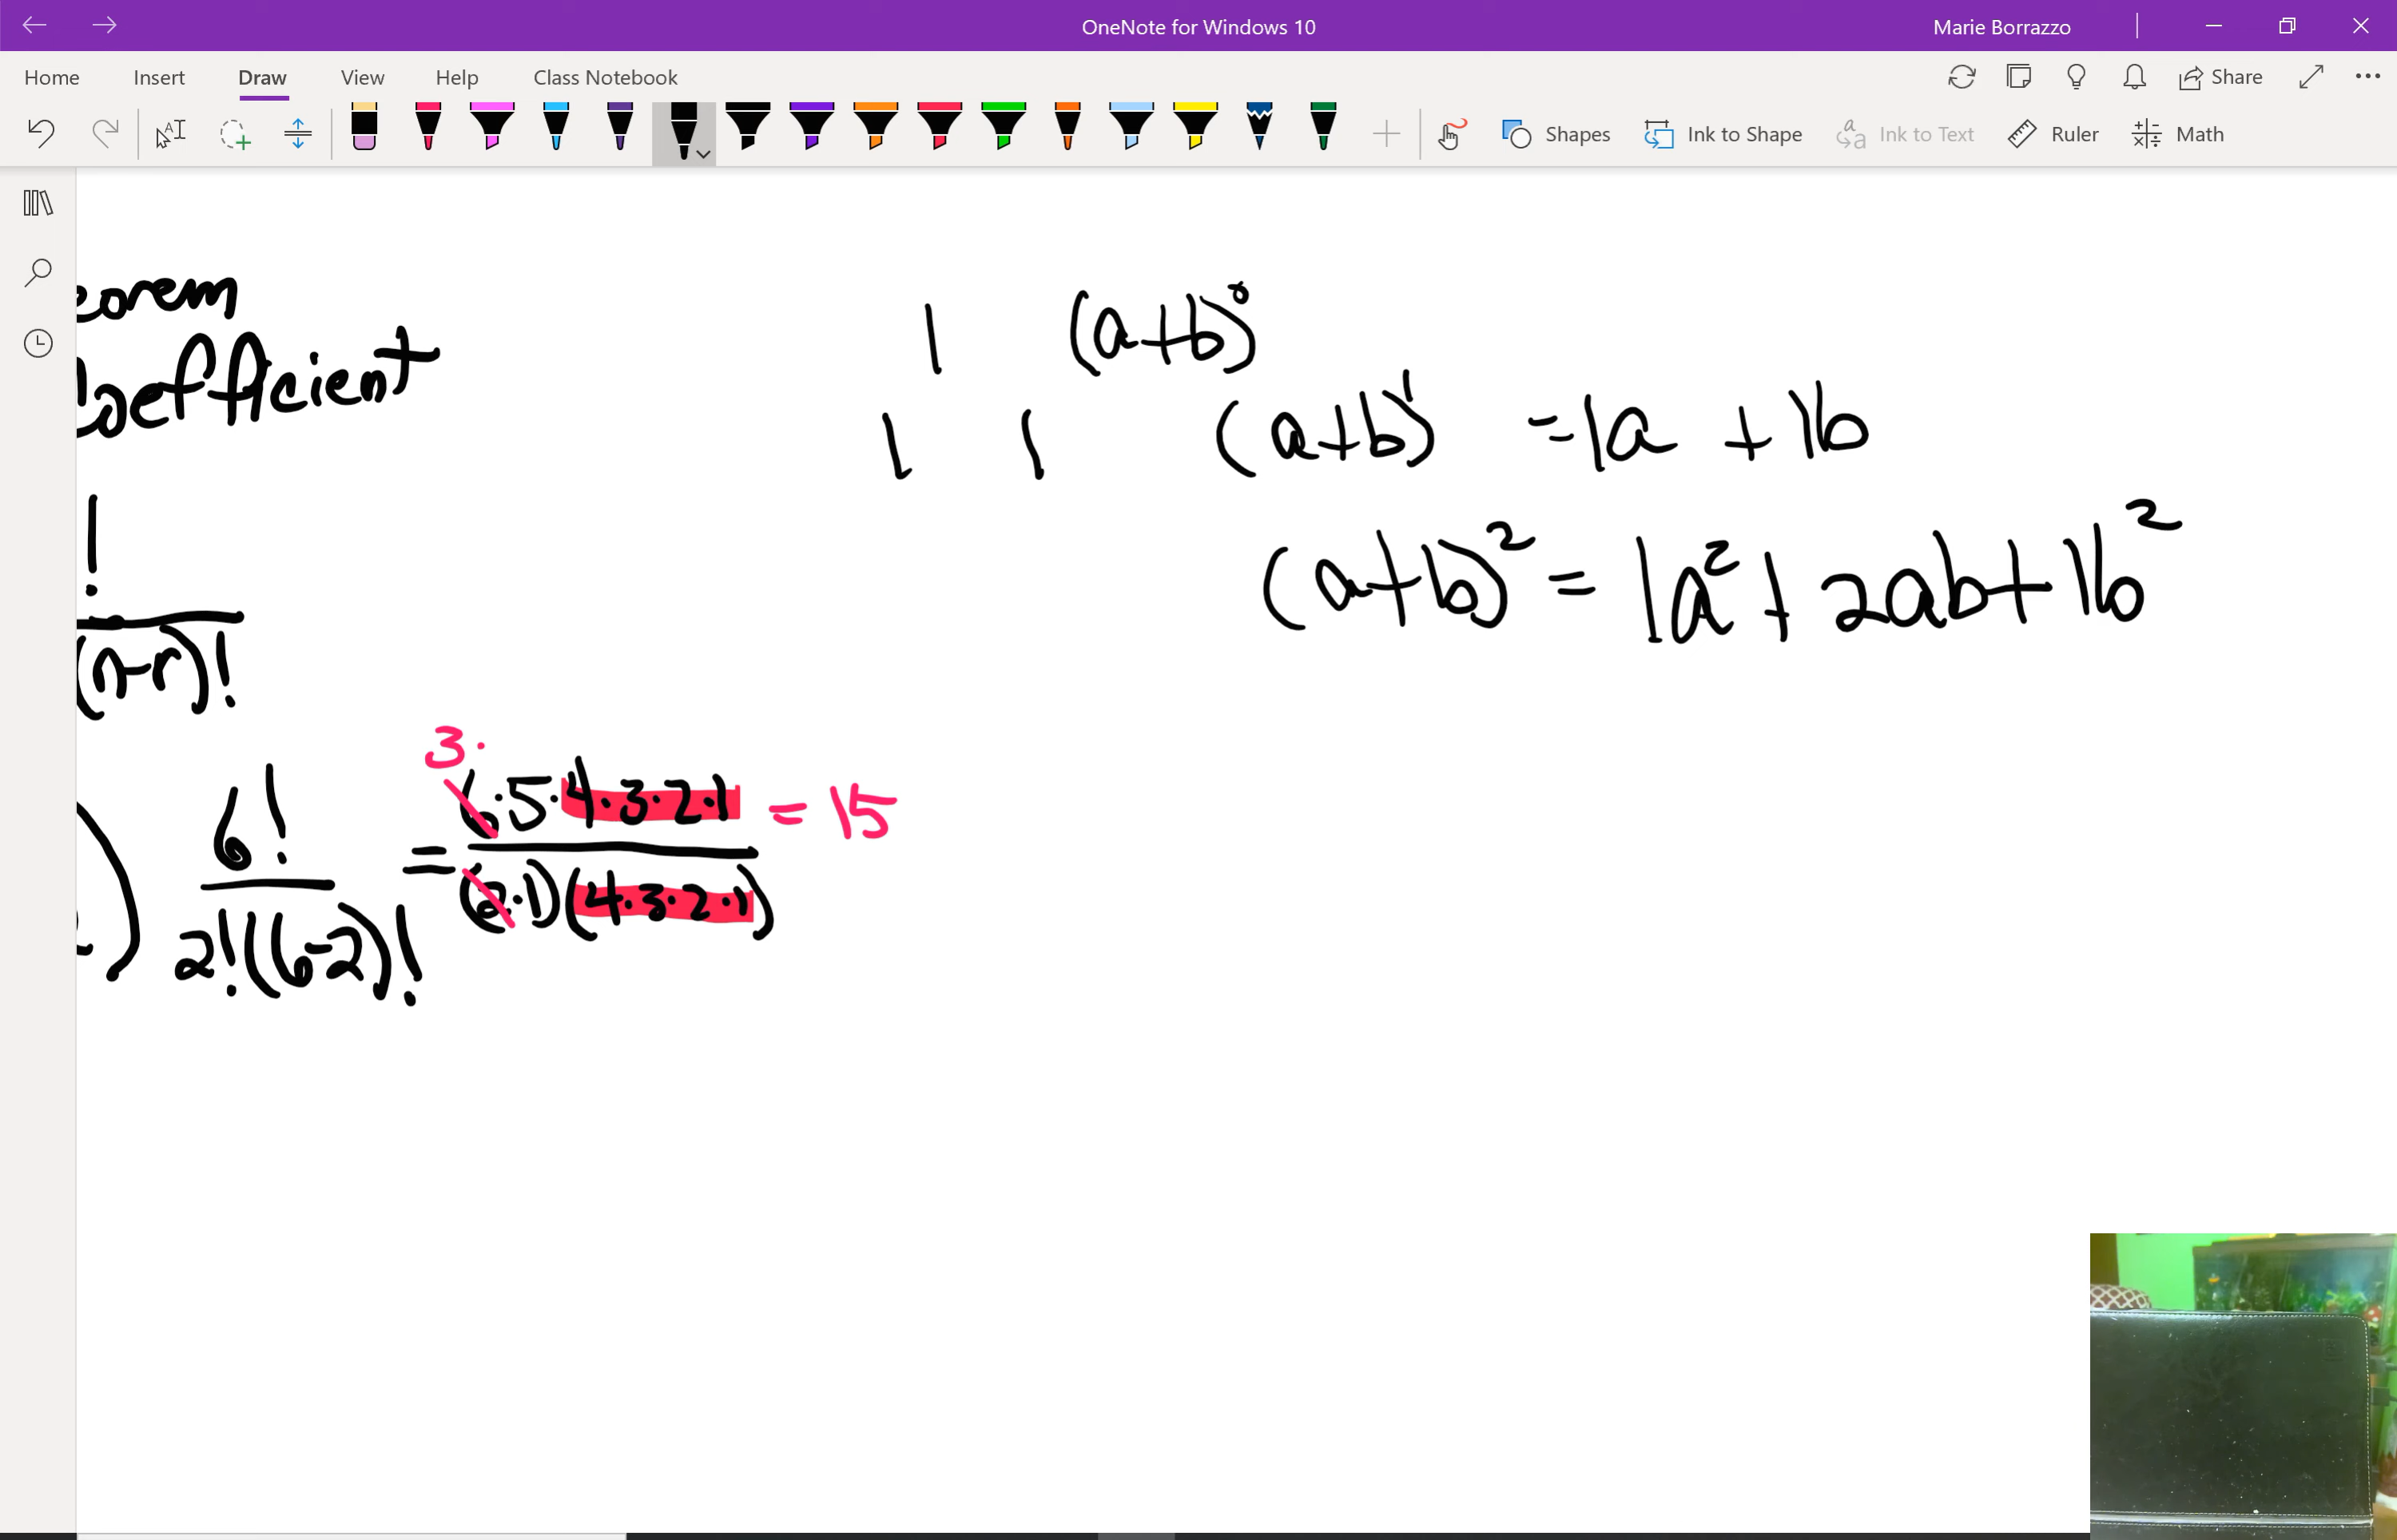 OneNote for Windows 10 Marie Borrazzo
Home Insert Draw View Help Class Notebook Share
Shapes Ink to Shape Ink to Text Ruler Math
eorem
Coefficient
!
(n-r)!
1 (a+b)⁰
1 1 (a+b)¹ = 1a + 1b
(a+b)² = 1a² + 2ab + 1b²
3·
6! = 6·5·4·3·2·1 = 15
2!(6-2)! (2·1)(4·3·2·1)